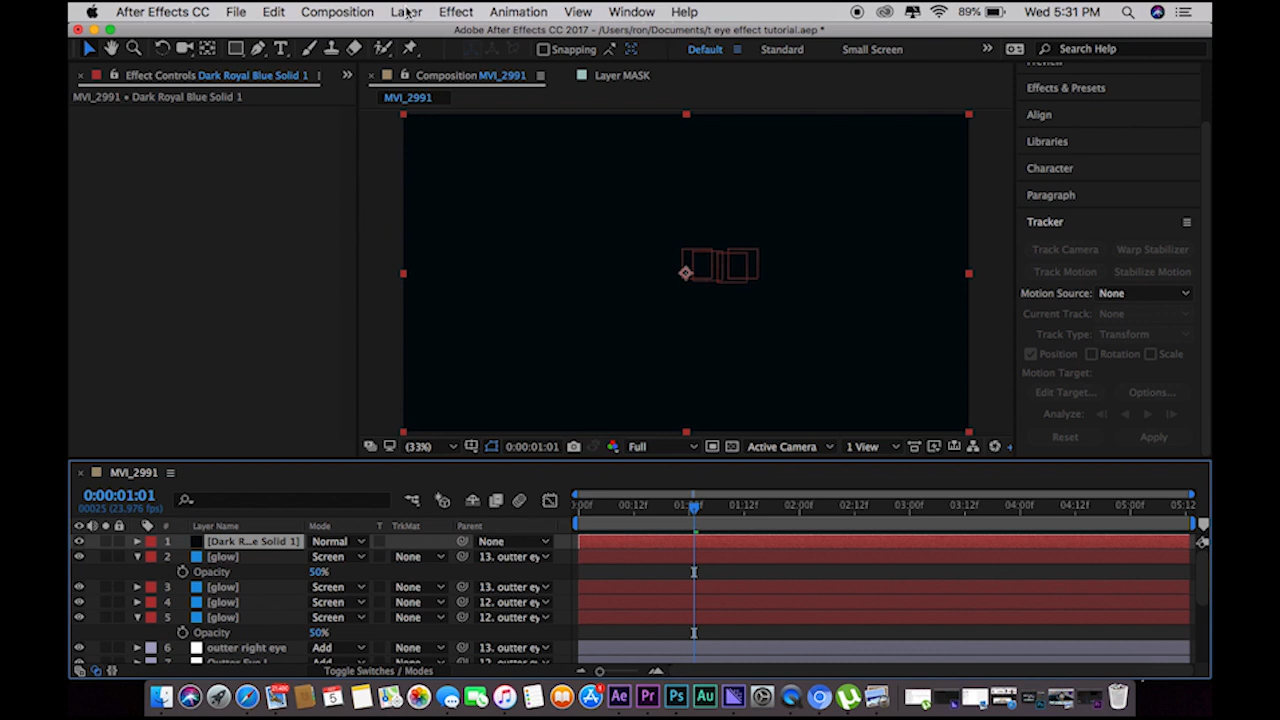 After Effects CC File Edit Composition Layer Effect Animation View Window Help 89% Wed 5:31 PM
Adobe After Effects CC 2017 - /Users/ron/Documents/t eye effect tutorial.aep *
Snapping Default Standard Small Screen Search Help
Effect Controls Dark Royal Blue Solid 1 Composition MVI_2991 Layer MASK
MVI_2991 • Dark Royal Blue Solid 1 MVI_2991
Effects & Presets
Align
Libraries
Character
Paragraph
Tracker
Track Camera Warp Stabilizer
Track Motion Stabilize Motion
Motion Source: None
Current Track: None
Track Type: Transform
Position Rotation Scale
Motion Target:
Edit Target... Options...
Analyze:
Reset Apply
(33%) 0:00:01:01 Full Active Camera 1 View
MVI_2991
0:00:01:01
00025 (23.976 fps)
:00f 00:12f 01:00f 01:12f 02:00f 02:12f 03:00f 03:12f 04:00f 04:12f 05:00f 05:12
# Layer Name Mode T TrkMat Parent
1 [Dark R...e Solid 1] Normal None
2 [glow] Screen None 13. outter ey
Opacity 50%
3 [glow] Screen None 13. outter ey
4 [glow] Screen None 12. outter ey
5 [glow] Screen None 12. outter ey
Opacity 50%
6 outter right eye Add None 13. outter ey
Toggle Switches / Modes